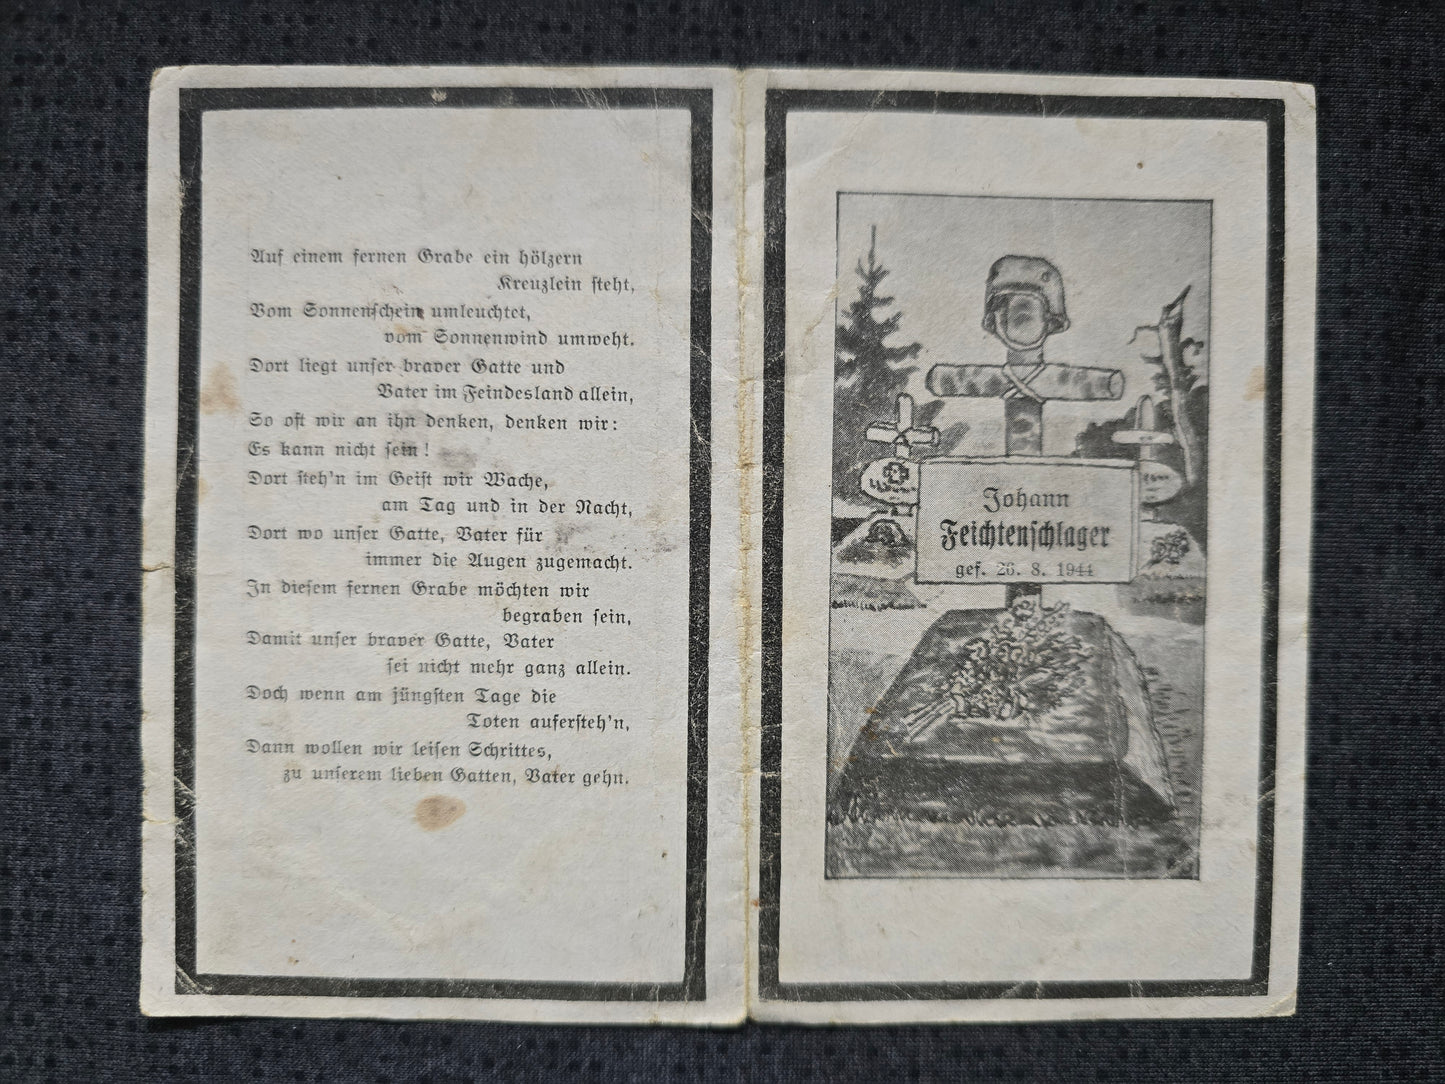 Auf einem fernen Grabe ein hölzern
Kreuzlein steht,
Vom Sonnenschein umleuchtet,
vom Sonnenwind umweht.
Dort liegt unser braver Gatte und
Vater im Feindesland allein,
So oft wir an ihn denken, denken wir:
Es kann nicht sein!
Dort steh'n im Geist wir Wache,
am Tag und in der Nacht,
Dort wo unser Gatte, Vater für
immer die Augen zugemacht.
In diesem fernen Grabe möchten wir
begraben sein,
Damit unser braver Gatte, Vater
sei nicht mehr ganz allein.
Doch wenn am jüngsten Tage die
Toten aufersteh'n,
Dann wollen wir leisen Schrittes,
zu unserem lieben Gatten, Vater gehn.
Johann
Feichtenschlager
gef. 26. 8. 1944